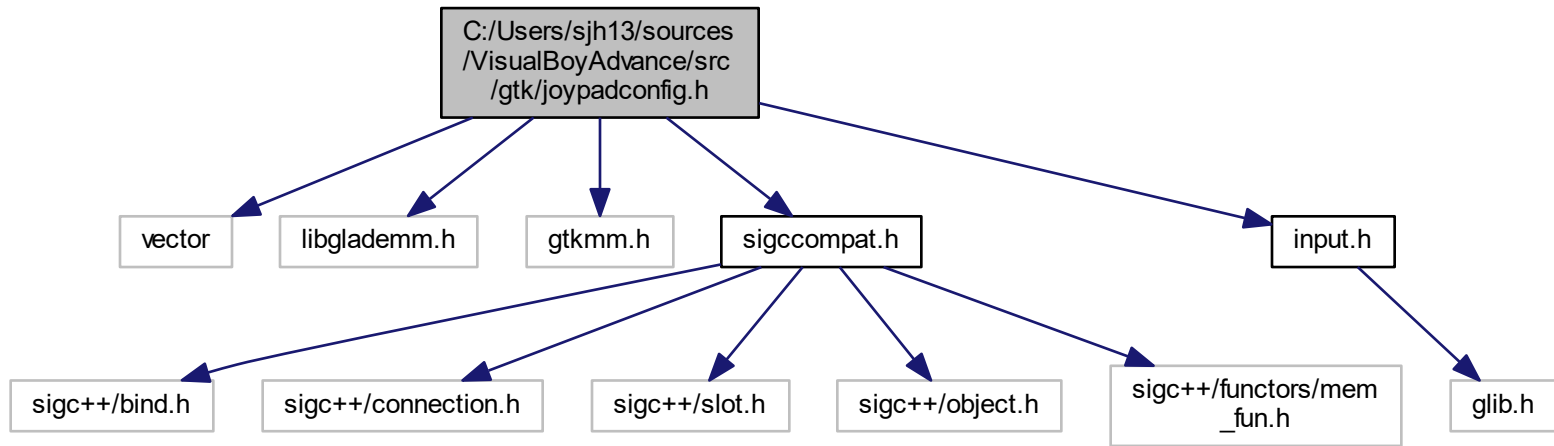 C:/Users/sjh13/sources
/VisualBoyAdvance/src
/gtk/joypadconfig.h
vector
libglademm.h
gtkmm.h
sigccompat.h
input.h
sigc++/bind.h
sigc++/connection.h
sigc++/slot.h
sigc++/object.h
sigc++/functors/mem
_fun.h
glib.h